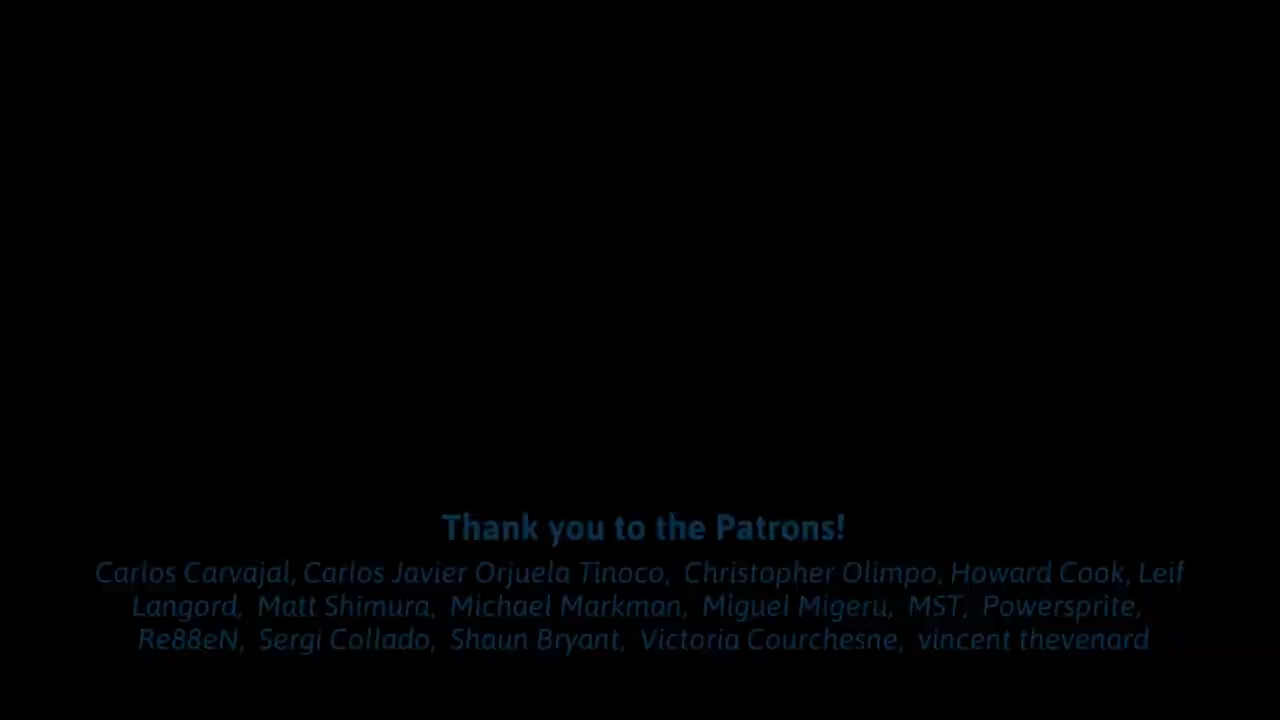 Thank you to the Patrons!
Carlos Carvajal, Carlos Javier Orjuela Tinoco, Christopher Olimpo, Howard Cook, Leif
Langord, Matt Shimura, Michael Markman, Miguel Migeru, MST, Powersprite,
Re88eN, Sergi Collado, Shaun Bryant, Victoria Courchesne, vincent thevenard